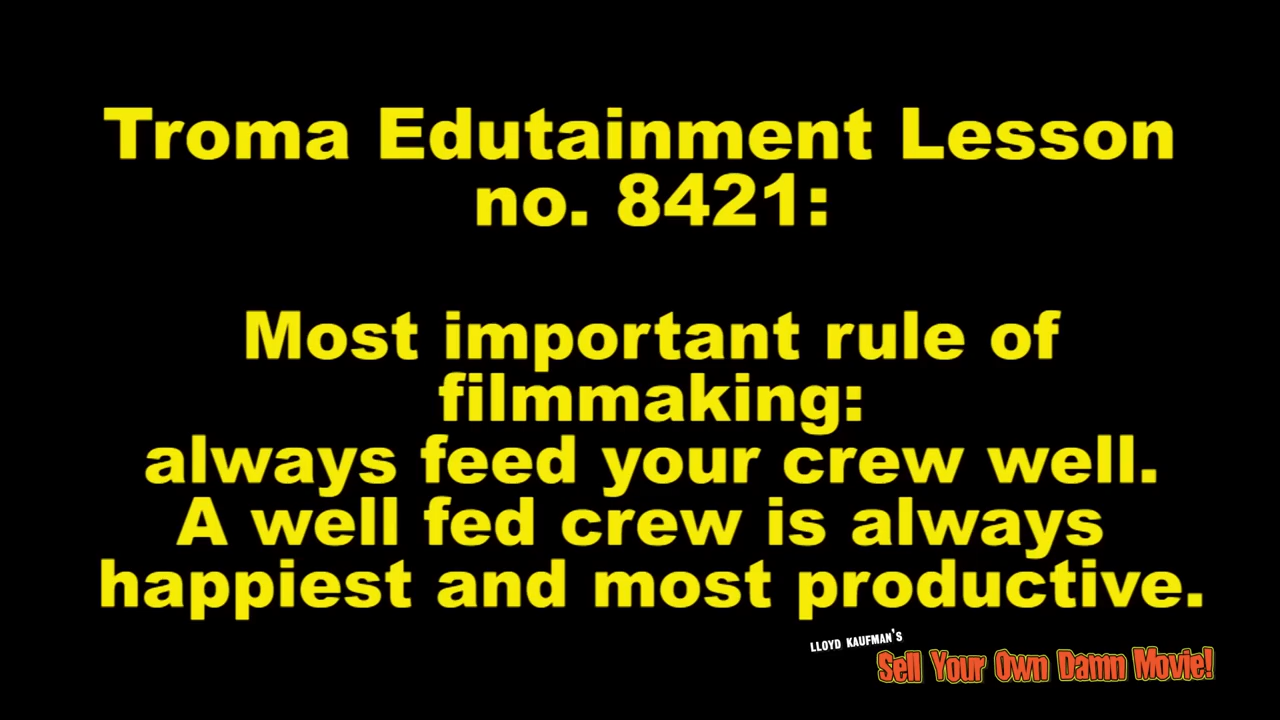 Troma Edutainment Lesson
no. 8421:
Most important rule of
filmmaking:
always feed your crew well.
A well fed crew is always
happiest and most productive.
LLOYD KAUFMAN'S
Sell Your Own Damn Movie!